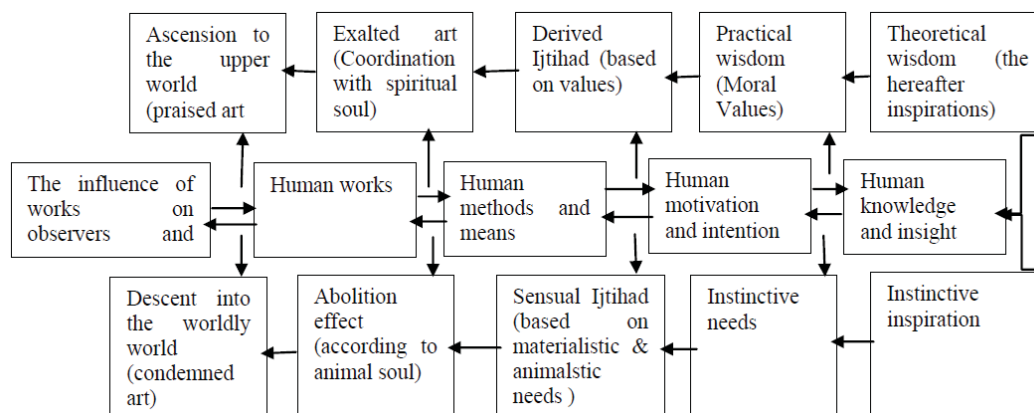 Ascension to
the upper
world
(praised art
Exalted art
(Coordination
with spiritual
soul)
Derived
Ijtihad (based
on values)
Practical
wisdom
(Moral
Values)
Theoretical
wisdom (the
hereafter
inspirations)
The influence of
works on
observers and
Human works
Human
methods and
means
Human
motivation
and intention
Human
knowledge
and insight
Descent into
the worldly
world
(condemned
art)
Abolition
effect
(according to
animal soul)
Sensual Ijtihad
(based on
materialistic &
animalstic
needs )
Instinctive
needs
Instinctive
inspiration